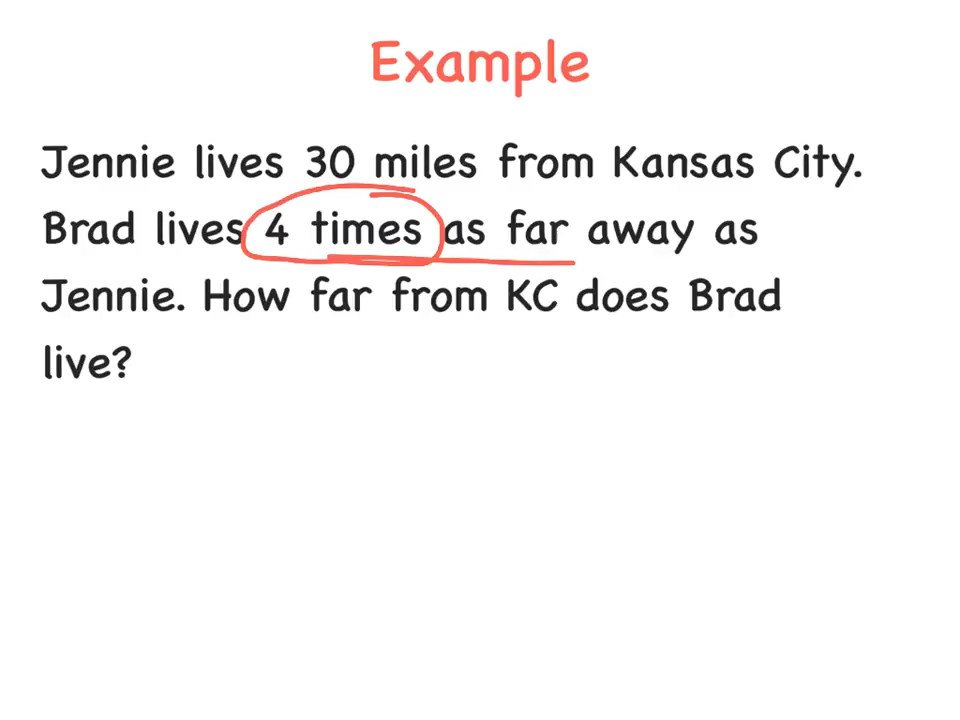 Example
Jennie lives 30 miles from Kansas City.
Brad lives 4 times as far away as
Jennie. How far from KC does Brad
live?